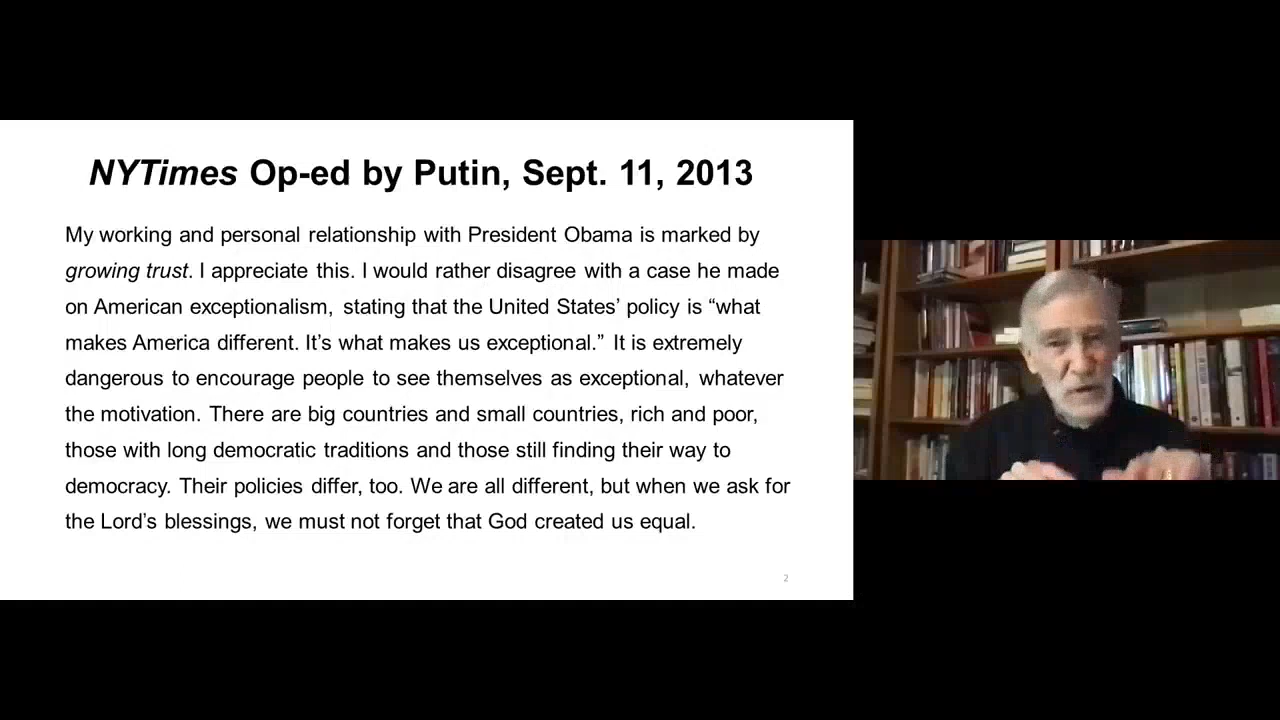 NYTimes Op-ed by Putin, Sept. 11, 2013
My working and personal relationship with President Obama is marked by
growing trust. I appreciate this. I would rather disagree with a case he made
on American exceptionalism, stating that the United States’ policy is “what
makes America different. It’s what makes us exceptional.” It is extremely
dangerous to encourage people to see themselves as exceptional, whatever
the motivation. There are big countries and small countries, rich and poor,
those with long democratic traditions and those still finding their way to
democracy. Their policies differ, too. We are all different, but when we ask for
the Lord’s blessings, we must not forget that God created us equal.
2